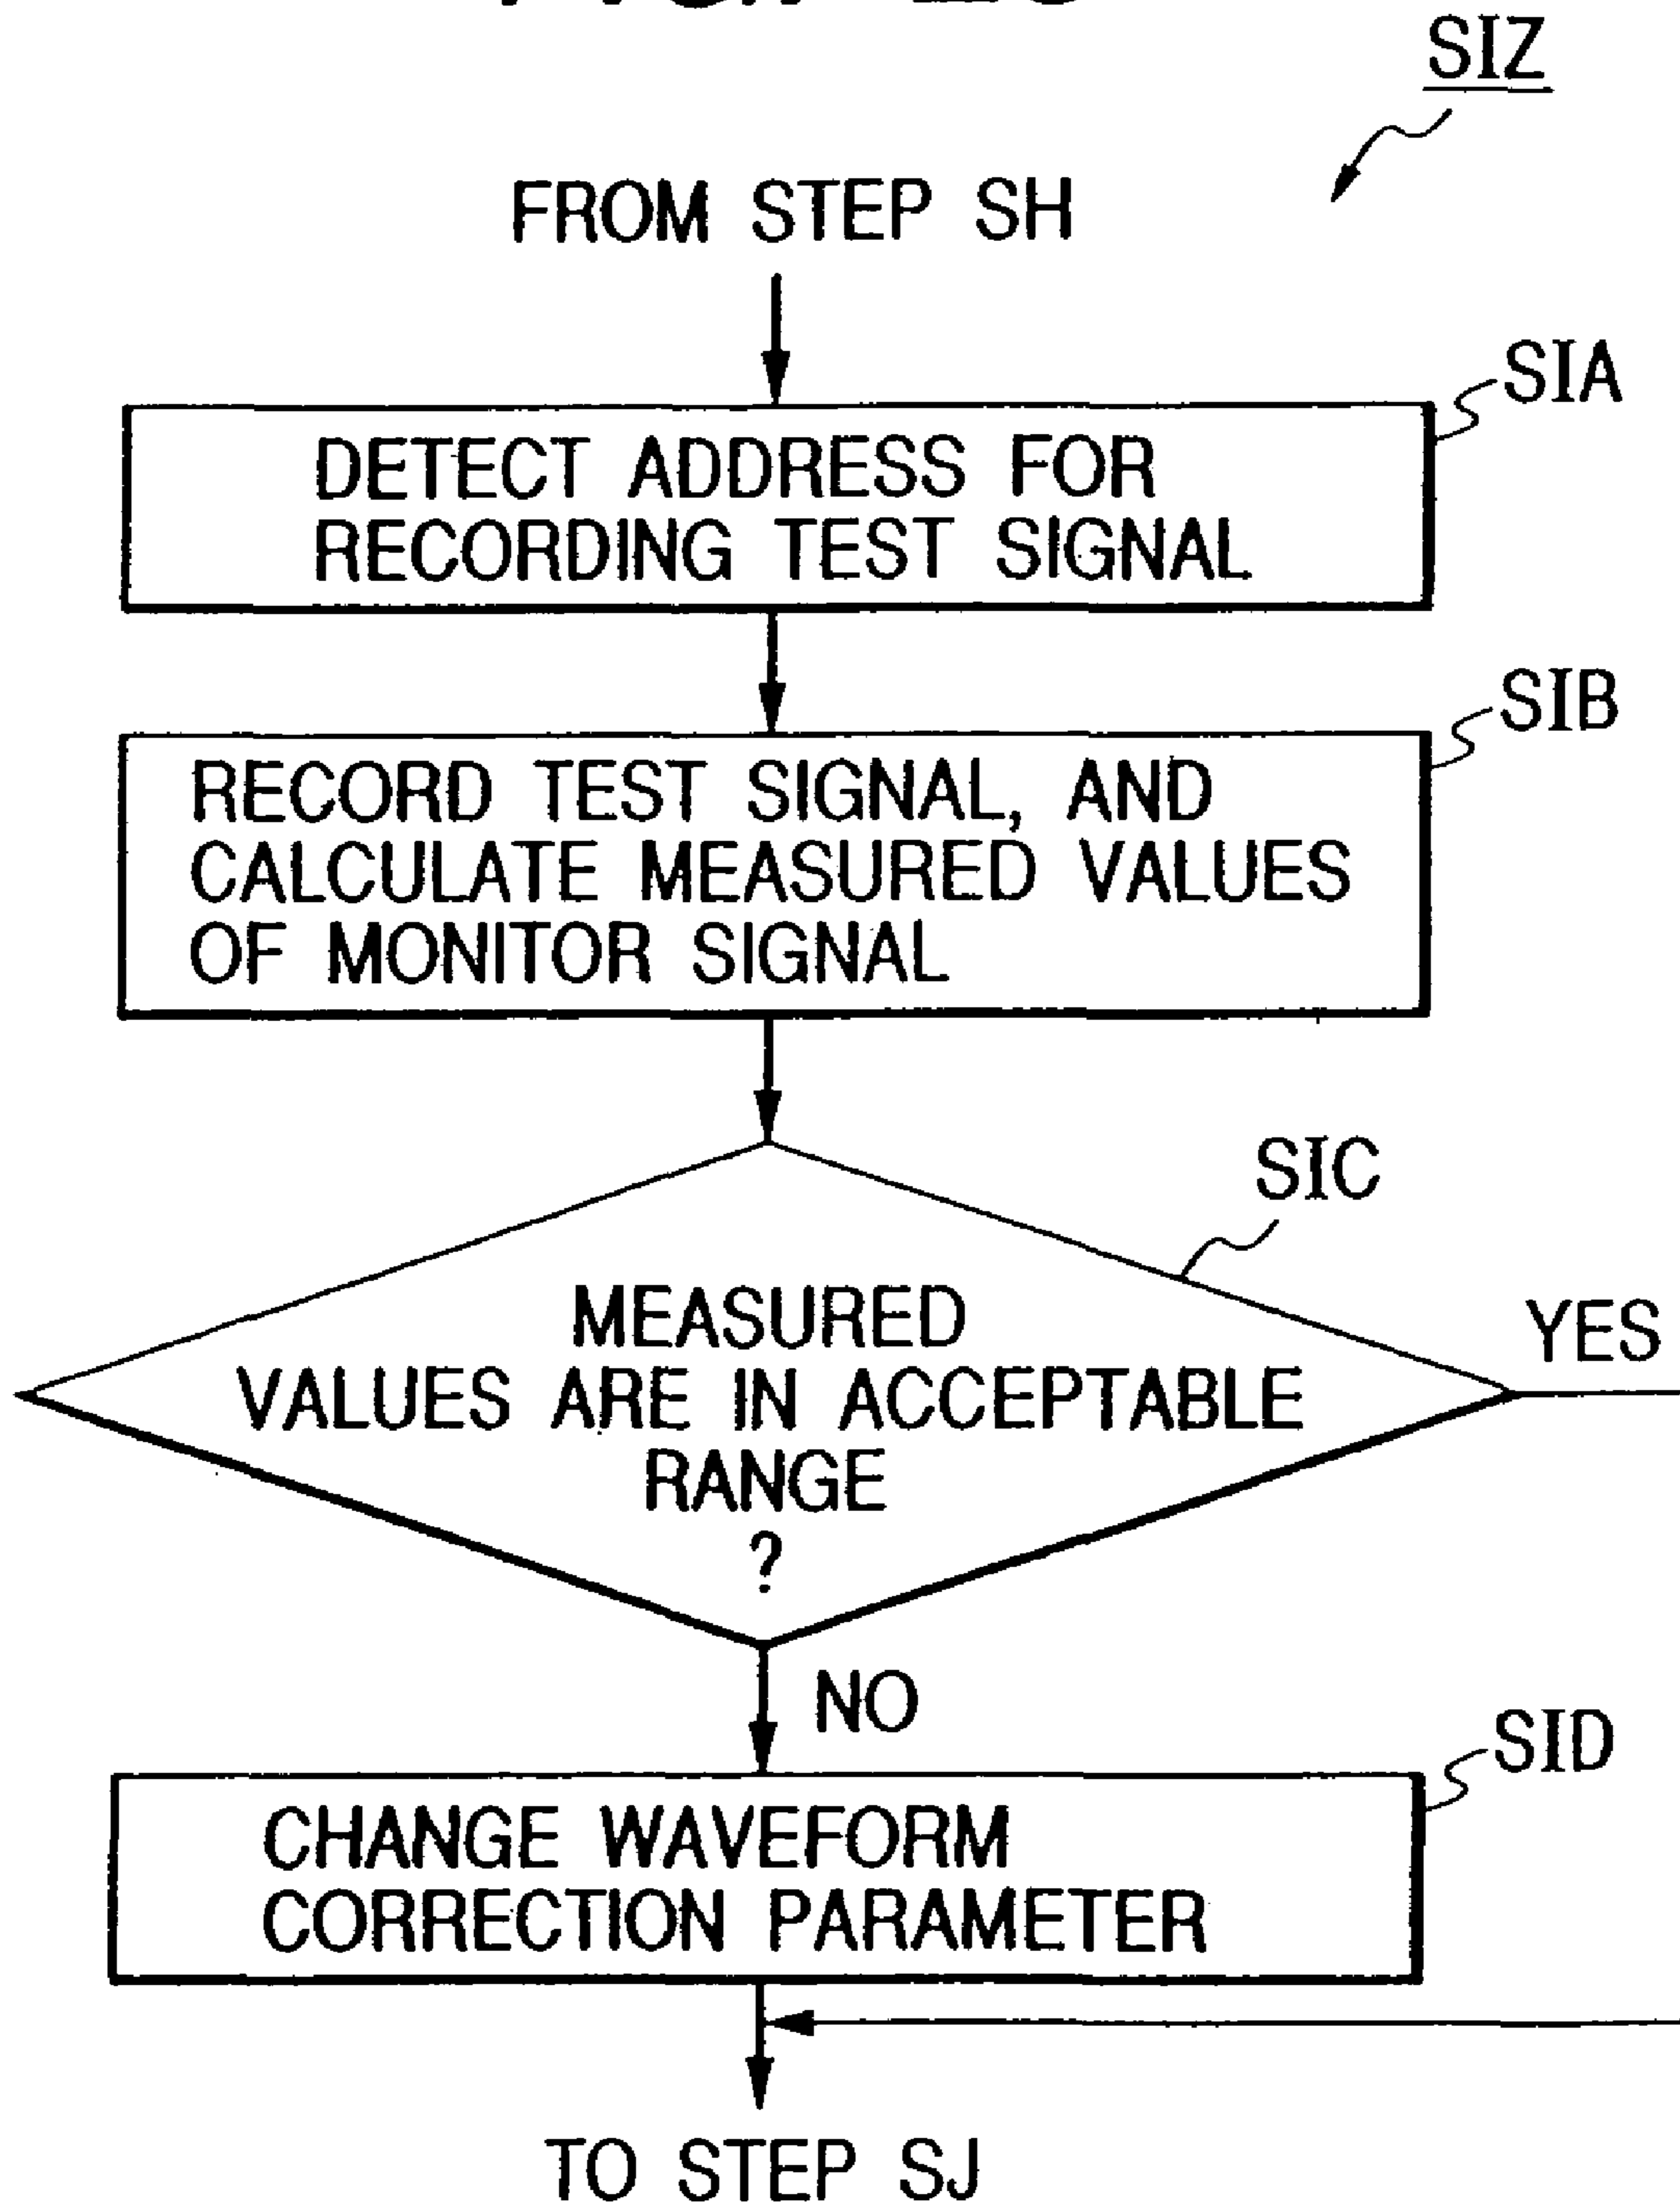 SIZ
FROM STEP SH
SIA
DETECT ADDRESS FOR
RECORDING TEST SIGNAL
SIB
RECORD TEST SIGNAL, AND
CALCULATE MEASURED VALUES
OF MONITOR SIGNAL
SIC
MEASURED
VALUES ARE IN ACCEPTABLE
RANGE
?
YES
NO
SID
CHANGE WAVEFORM
CORRECTION PARAMETER
TO STEP SJ